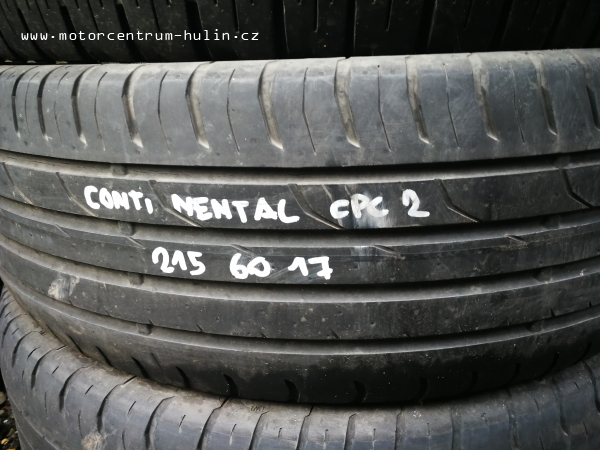 www.motorcentrum-hulin.cz
CONTI NENTAL CPC 2
215 60 17